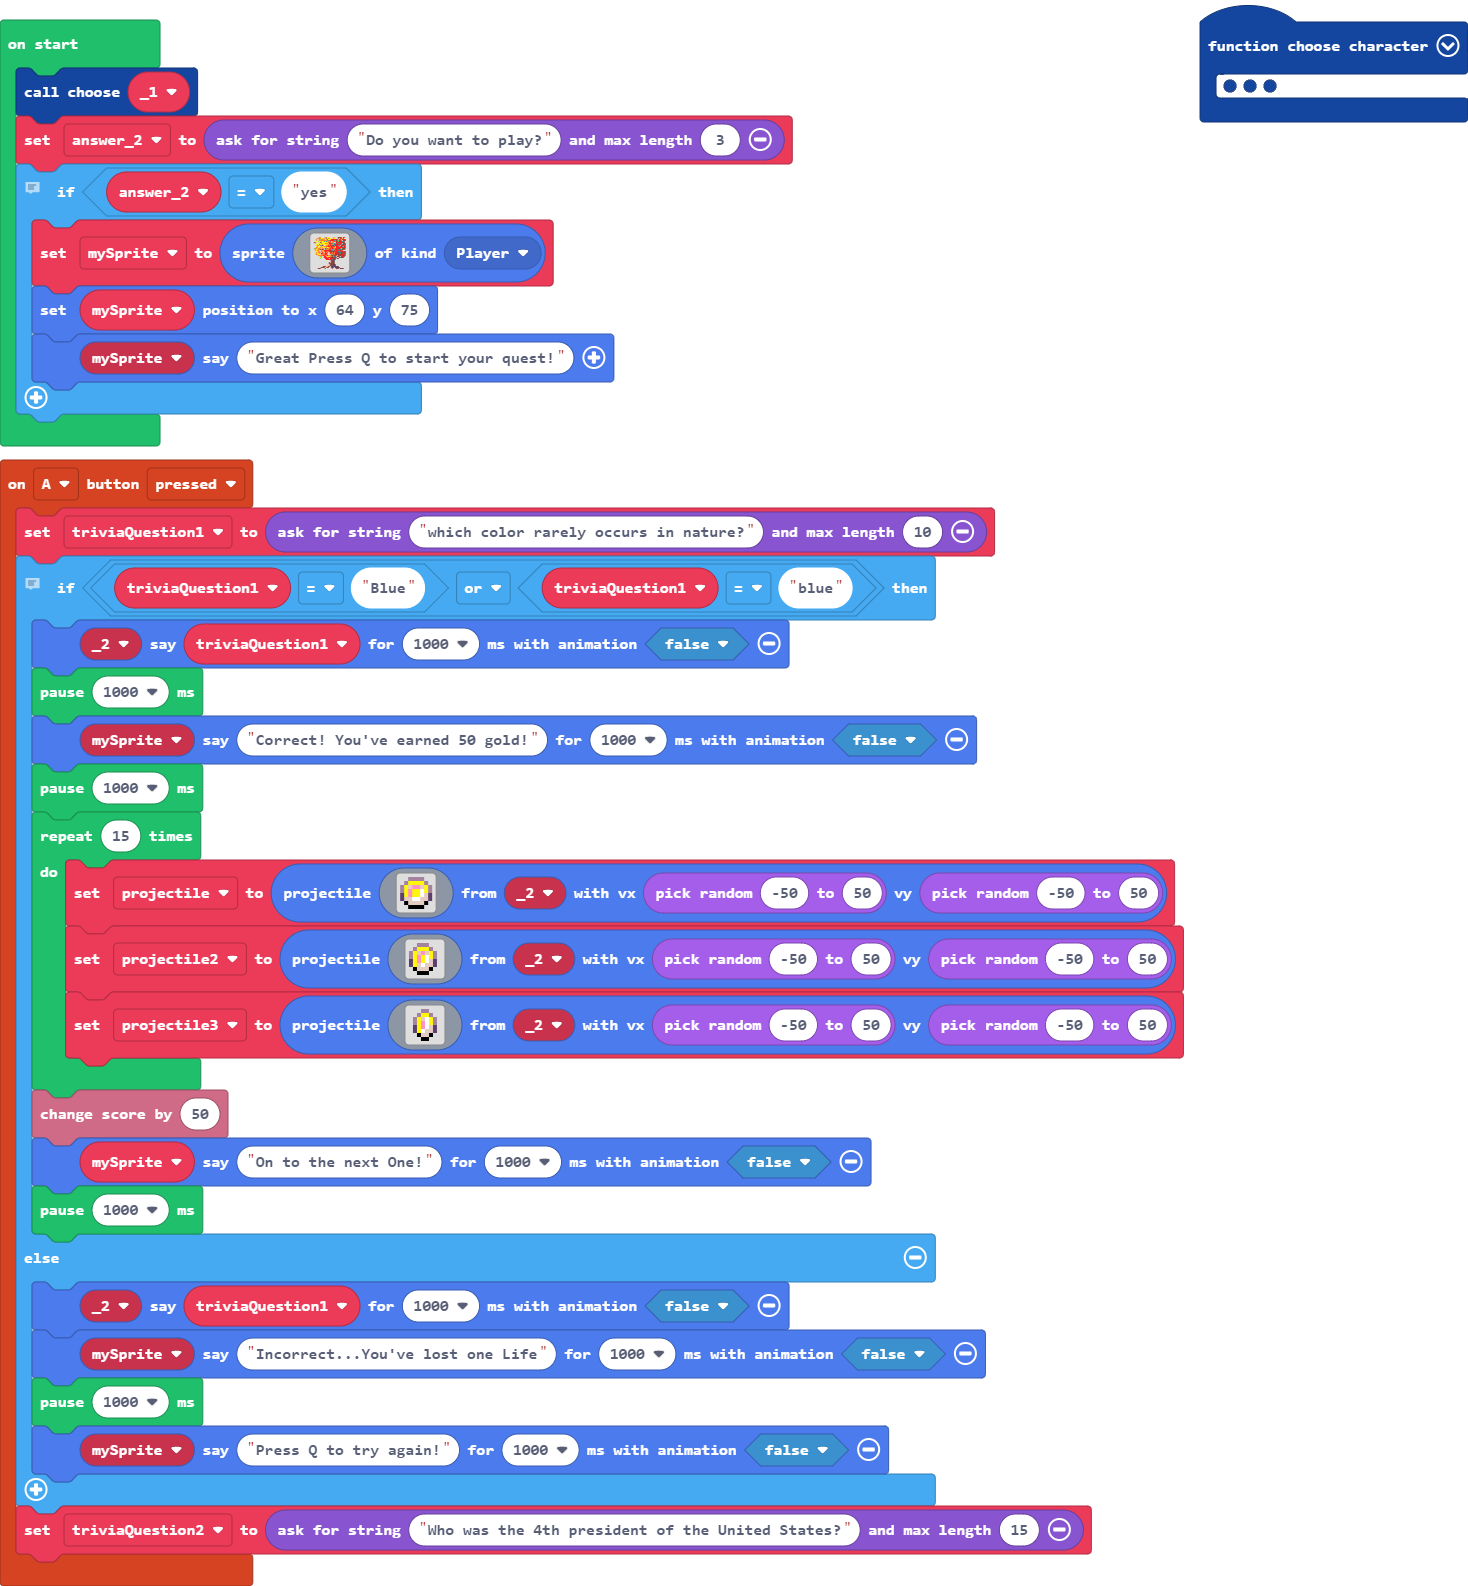 on start
call choose _1
set answer_2 to ask for string "Do you want to play?" and max length 3
if answer_2 = "yes" then
set mySprite to sprite of kind Player
set mySprite position to x 64 y 75
mySprite say "Great Press Q to start your quest!"
function choose character
on A button pressed
set triviaQuestion1 to ask for string "which color rarely occurs in nature?" and max length 10
if triviaQuestion1 = "Blue" or triviaQuestion1 = "blue" then
_2 say triviaQuestion1 for 1000 ms with animation false
pause 1000 ms
mySprite say "Correct! You've earned 50 gold!" for 1000 ms with animation false
pause 1000 ms
repeat 15 times
do
set projectile to projectile from _2 with vx pick random -50 to 50 vy pick random -50 to 50
set projectile2 to projectile from _2 with vx pick random -50 to 50 vy pick random -50 to 50
set projectile3 to projectile from _2 with vx pick random -50 to 50 vy pick random -50 to 50
change score by 50
mySprite say "On to the next One!" for 1000 ms with animation false
pause 1000 ms
else
_2 say triviaQuestion1 for 1000 ms with animation false
mySprite say "Incorrect...You've lost one Life" for 1000 ms with animation false
pause 1000 ms
mySprite say "Press Q to try again!" for 1000 ms with animation false
set triviaQuestion2 to ask for string "Who was the 4th president of the United States?" and max length 15